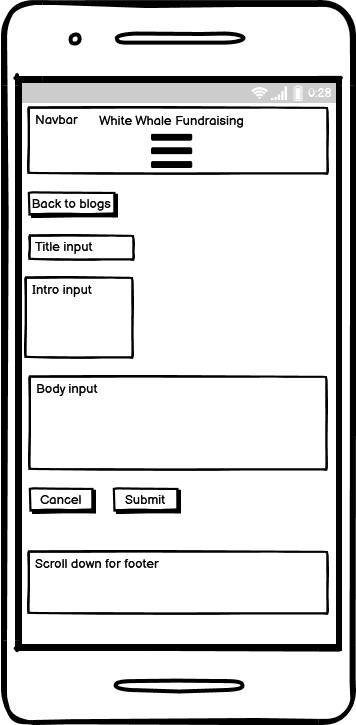 0:28
Navbar White Whale Fundraising
Back to blogs
Title input
Intro input
Body input
Cancel Submit
Scroll down for footer